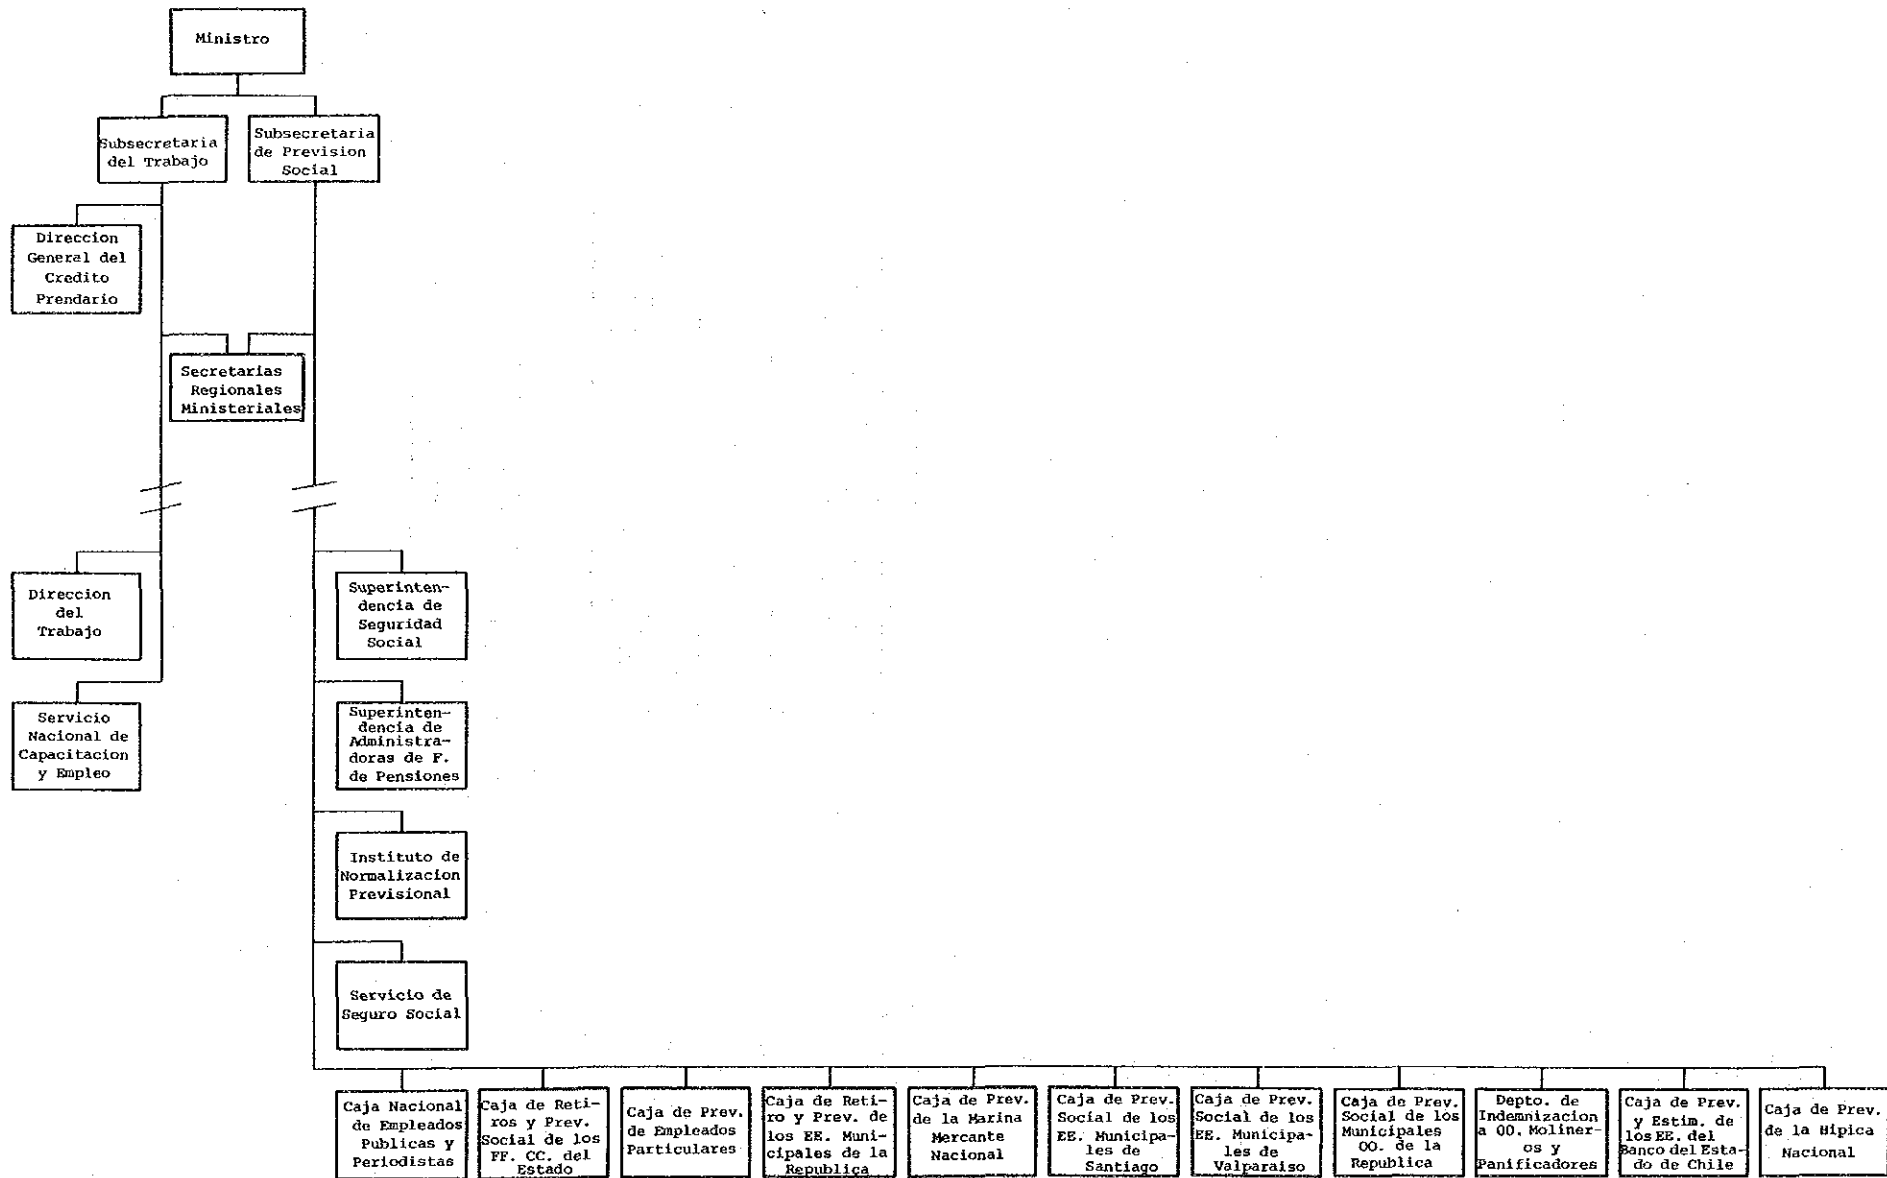 Ministro
Subsecretaria
del Trabajo
Subsecretaria
de Prevision
Social
Direccion
General del
Credito
Prendario
Secretarias
Regionales
Ministeriales
Direccion
del
Trabajo
Superinten-
dencia de
Seguridad
Social
Servicio
Nacional de
Capacitacion
y Empleo
Superinten-
dencia de
Administra-
doras de F.
de Pensiones
Instituto de
Normalizacion
Previsional
Servicio de
Seguro Social
Caja Nacional
de Empleados
Publicas y
Periodistas
Caja de Reti-
ros y Prev.
Social de los
FF. CC. del
Estado
Caja de Prev.
de Empleados
Particulares
Caja de Reti-
ro y Prev. de
los EE. Muni-
cipales de la
Republica
Caja de Prev.
de la Marina
Mercante
Nacional
Caja de Prev.
Social de los
EE. Municipa-
les de
Santiago
Caja de Prev.
Social de los
EE. Municipa-
les de
Valparaiso
Caja de Prev.
Social de los
Municipales
OO. de la
Republica
Depto. de
Indemnizacion
a OO. Moliner-
os y
Panificadores
Caja de Prev.
y Estim. de
los EE. del
Banco del Esta-
do de Chile
Caja de Prev.
de la Hipica
Nacional